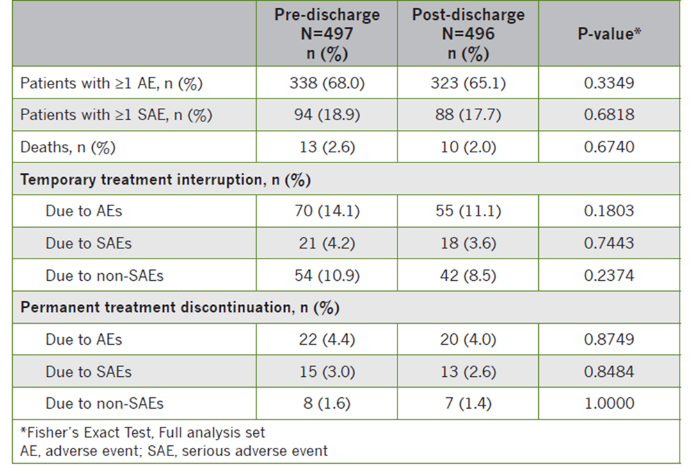 Pre-discharge Post-discharge
N=497 N=496 P-value*
n (%) n (%)
Patients with ≥1 AE, n (%) 338 (68.0) 323 (65.1) 0.3349
Patients with ≥1 SAE, n (%) 94 (18.9) 88 (17.7) 0.6818
Deaths, n (%) 13 (2.6) 10 (2.0) 0.6740
Temporary treatment interruption, n (%)
Due to AEs 70 (14.1) 55 (11.1) 0.1803
Due to SAEs 21 (4.2) 18 (3.6) 0.7443
Due to non-SAEs 54 (10.9) 42 (8.5) 0.2374
Permanent treatment discontinuation, n (%)
Due to AEs 22 (4.4) 20 (4.0) 0.8749
Due to SAEs 15 (3.0) 13 (2.6) 0.8484
Due to non-SAEs 8 (1.6) 7 (1.4) 1.0000
*Fisher's Exact Test, Full analysis set
AE, adverse event; SAE, serious adverse event